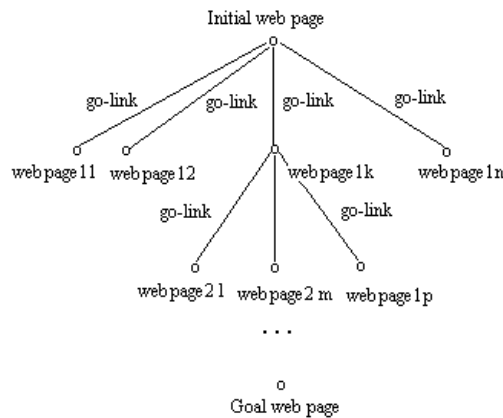 Initial web page
go-link
go-link
go-link
go-link
web page 11
web page 12
web page 1k
web page 1n
go-link
go-link
web page 2 1
web page 2 m
web page 1p
. . .
Goal web page